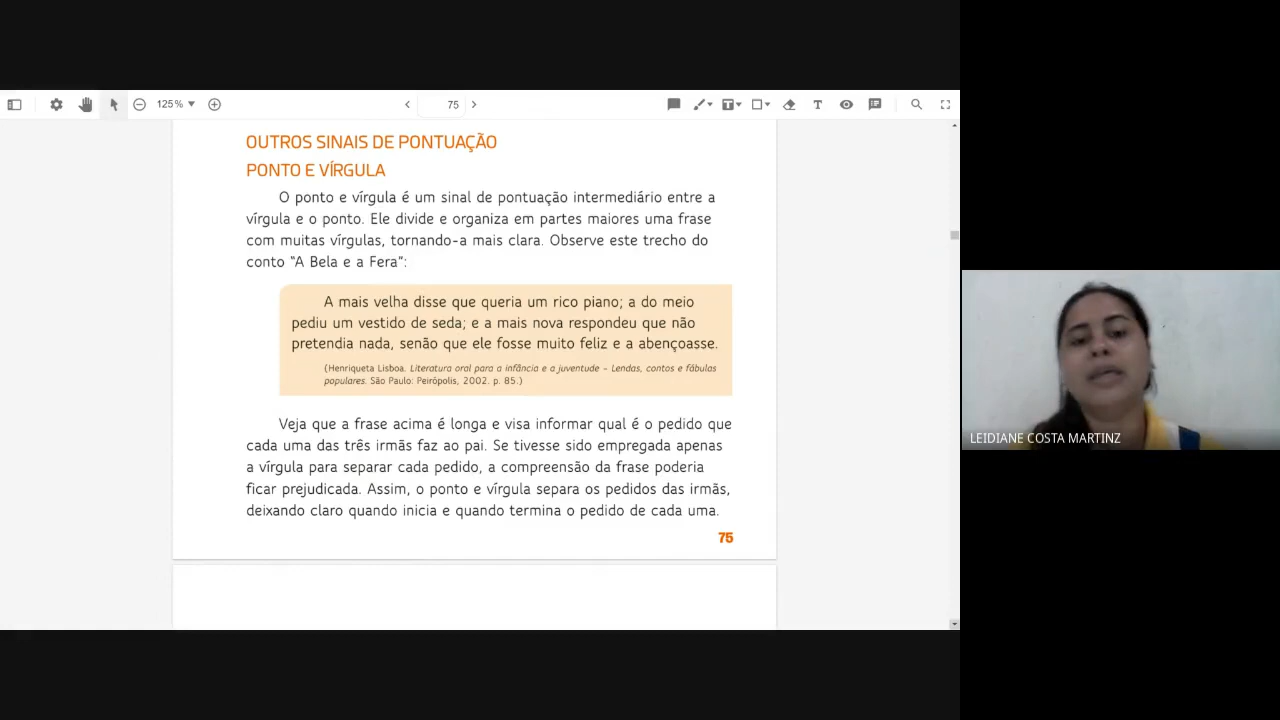 125%
75
OUTROS SINAIS DE PONTUAÇÃO
PONTO E VÍRGULA
O ponto e vírgula é um sinal de pontuação intermediário entre a
vírgula e o ponto. Ele divide e organiza em partes maiores uma frase
com muitas vírgulas, tornando-a mais clara. Observe este trecho do
conto “A Bela e a Fera”:
A mais velha disse que queria um rico piano; a do meio
pediu um vestido de seda; e a mais nova respondeu que não
pretendia nada, senão que ele fosse muito feliz e a abençoasse.
(Henriqueta Lisboa. Literatura oral para a infância e a juventude - Lendas, contos e fábulas
populares. São Paulo: Peirópolis, 2002. p. 85.)
Veja que a frase acima é longa e visa informar qual é o pedido que
cada uma das três irmãs faz ao pai. Se tivesse sido empregada apenas
a vírgula para separar cada pedido, a compreensão da frase poderia
ficar prejudicada. Assim, o ponto e vírgula separa os pedidos das irmãs,
deixando claro quando inicia e quando termina o pedido de cada uma.
75
LEIDIANE COSTA MARTINZ